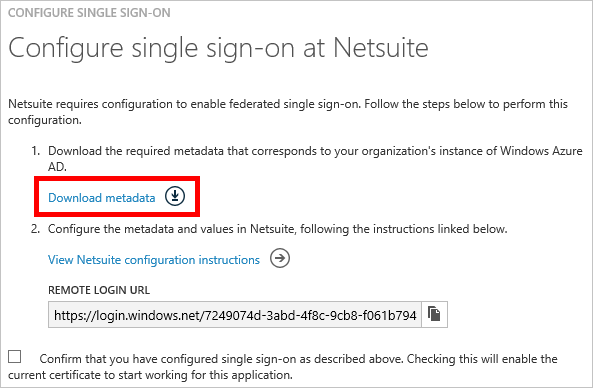 CONFIGURE SINGLE SIGN-ON
Configure single sign-on at Netsuite
Netsuite requires configuration to enable federated single sign-on. Follow the steps below to perform this
configuration.
1. Download the required metadata that corresponds to your organization's instance of Windows Azure
AD.
Download metadata
2. Configure the metadata and values in Netsuite, following the instructions linked below.
View Netsuite configuration instructions
REMOTE LOGIN URL
https://login.windows.net/7249074d-3abd-4f8c-9cb8-f061b794
Confirm that you have configured single sign-on as described above. Checking this will enable the
current certificate to start working for this application.